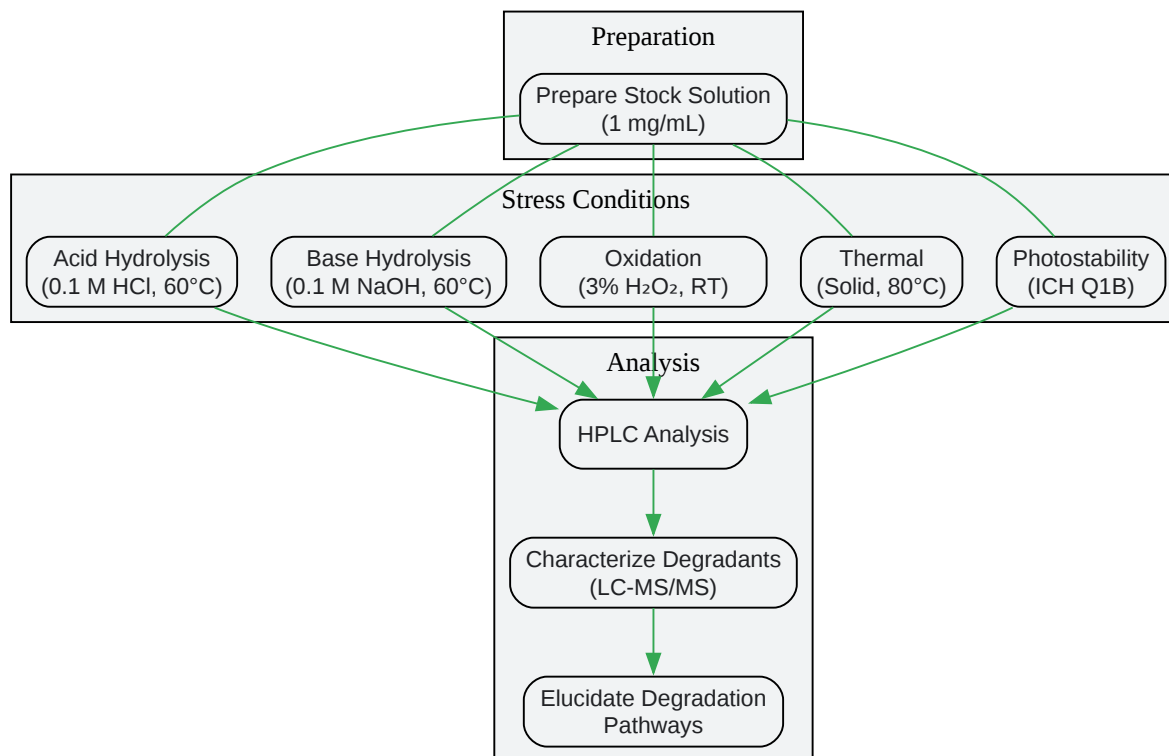 Preparation
Prepare Stock Solution
(1 mg/mL)
Stress Conditions
Acid Hydrolysis
(0.1 M HCl, 60°C)
Base Hydrolysis
(0.1 M NaOH, 60°C)
Oxidation
(3% H₂O₂, RT)
Thermal
(Solid, 80°C)
Photostability
(ICH Q1B)
Analysis
HPLC Analysis
Characterize Degradants
(LC-MS/MS)
Elucidate Degradation
Pathways